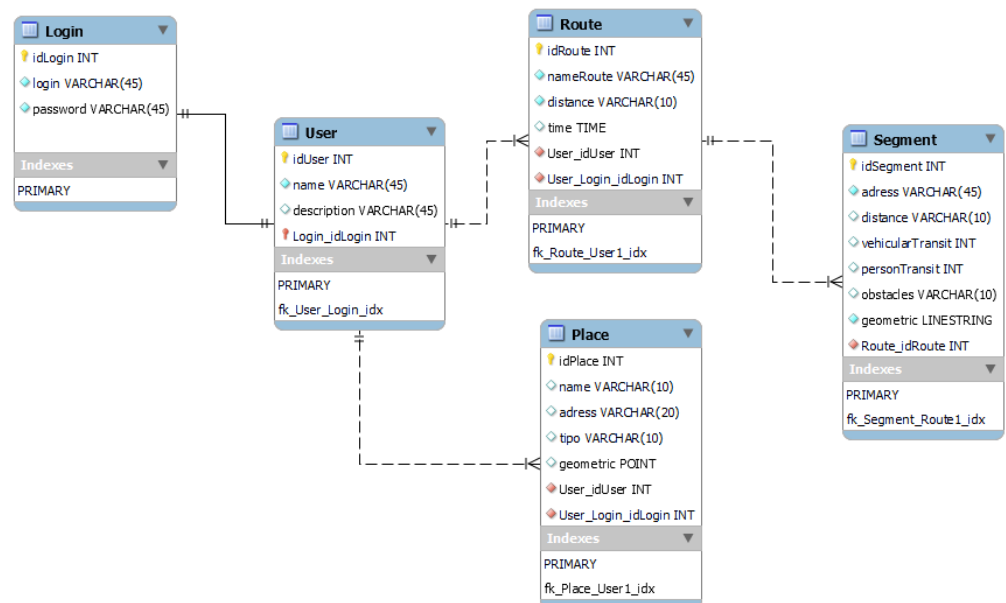 Login
idLogin INT
login VARCHAR(45)
password VARCHAR(45)
Indexes
PRIMARY
User
idUser INT
name VARCHAR(45)
description VARCHAR(45)
Login_idLogin INT
Indexes
PRIMARY
fk_User_Login_idx
Route
idRoute INT
nameRoute VARCHAR(45)
distance VARCHAR(10)
time TIME
User_idUser INT
User_Login_idLogin INT
Indexes
PRIMARY
fk_Route_User1_idx
Place
idPlace INT
name VARCHAR(10)
adress VARCHAR(20)
tipo VARCHAR(10)
geometric POINT
User_idUser INT
User_Login_idLogin INT
Indexes
PRIMARY
fk_Place_User1_idx
Segment
idSegment INT
adress VARCHAR(45)
distance VARCHAR(10)
vehicularTransit INT
personTransit INT
obstacles VARCHAR(10)
geometric LINESTRING
Route_idRoute INT
Indexes
PRIMARY
fk_Segment_Route1_idx